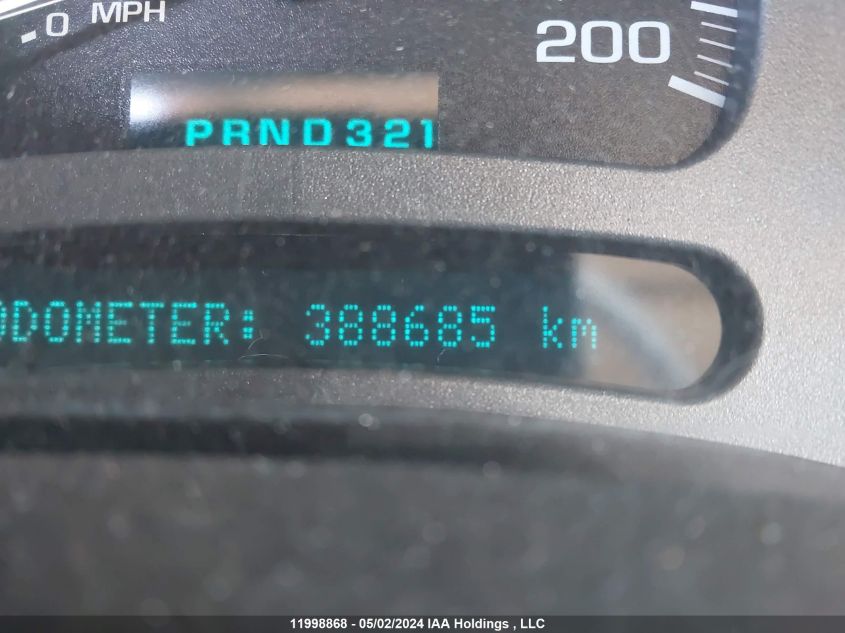 0 MPH
200
PRND321
ODOMETER: 388685 km
11998868 - 05/02/2024 IAA Holdings , LLC